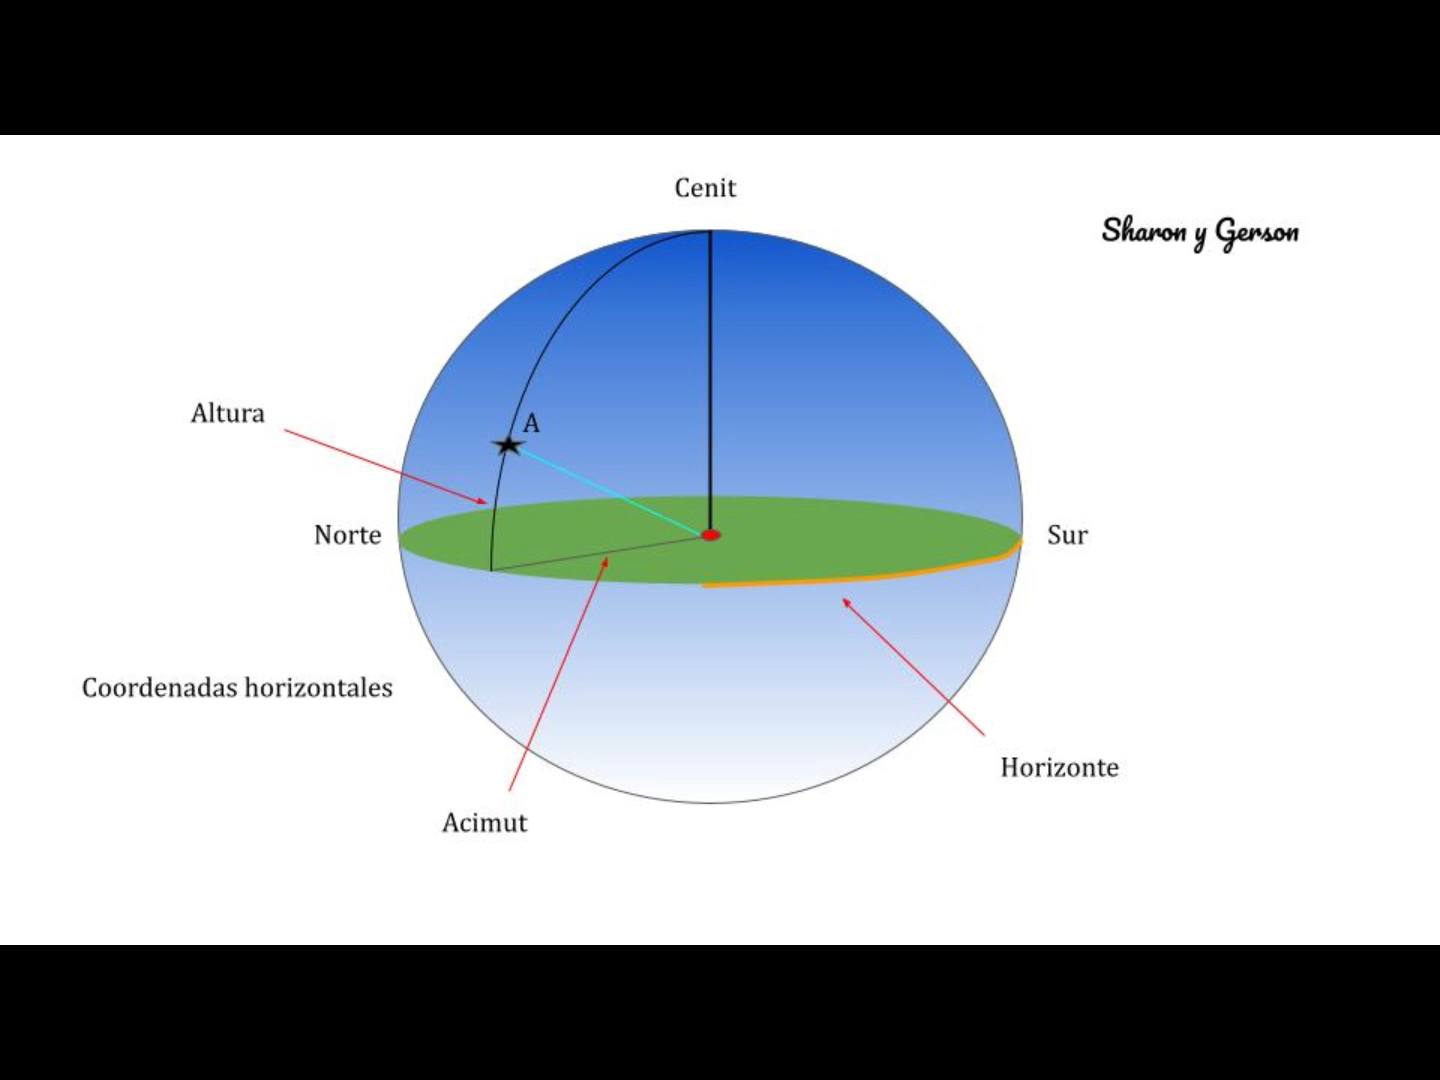 Cenit
Sharon y Gerson
Altura
A
Norte
Sur
Coordenadas horizontales
Horizonte
Acimut